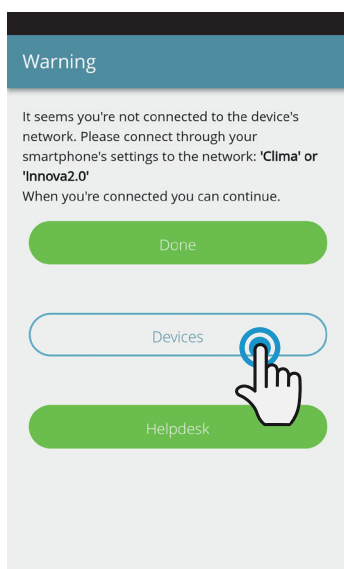 Warning
It seems you're not connected to the device's
network. Please connect through your
smartphone's settings to the network: 'Clima' or
'Innova2.0'
When you're connected you can continue.
Done
Devices
Helpdesk